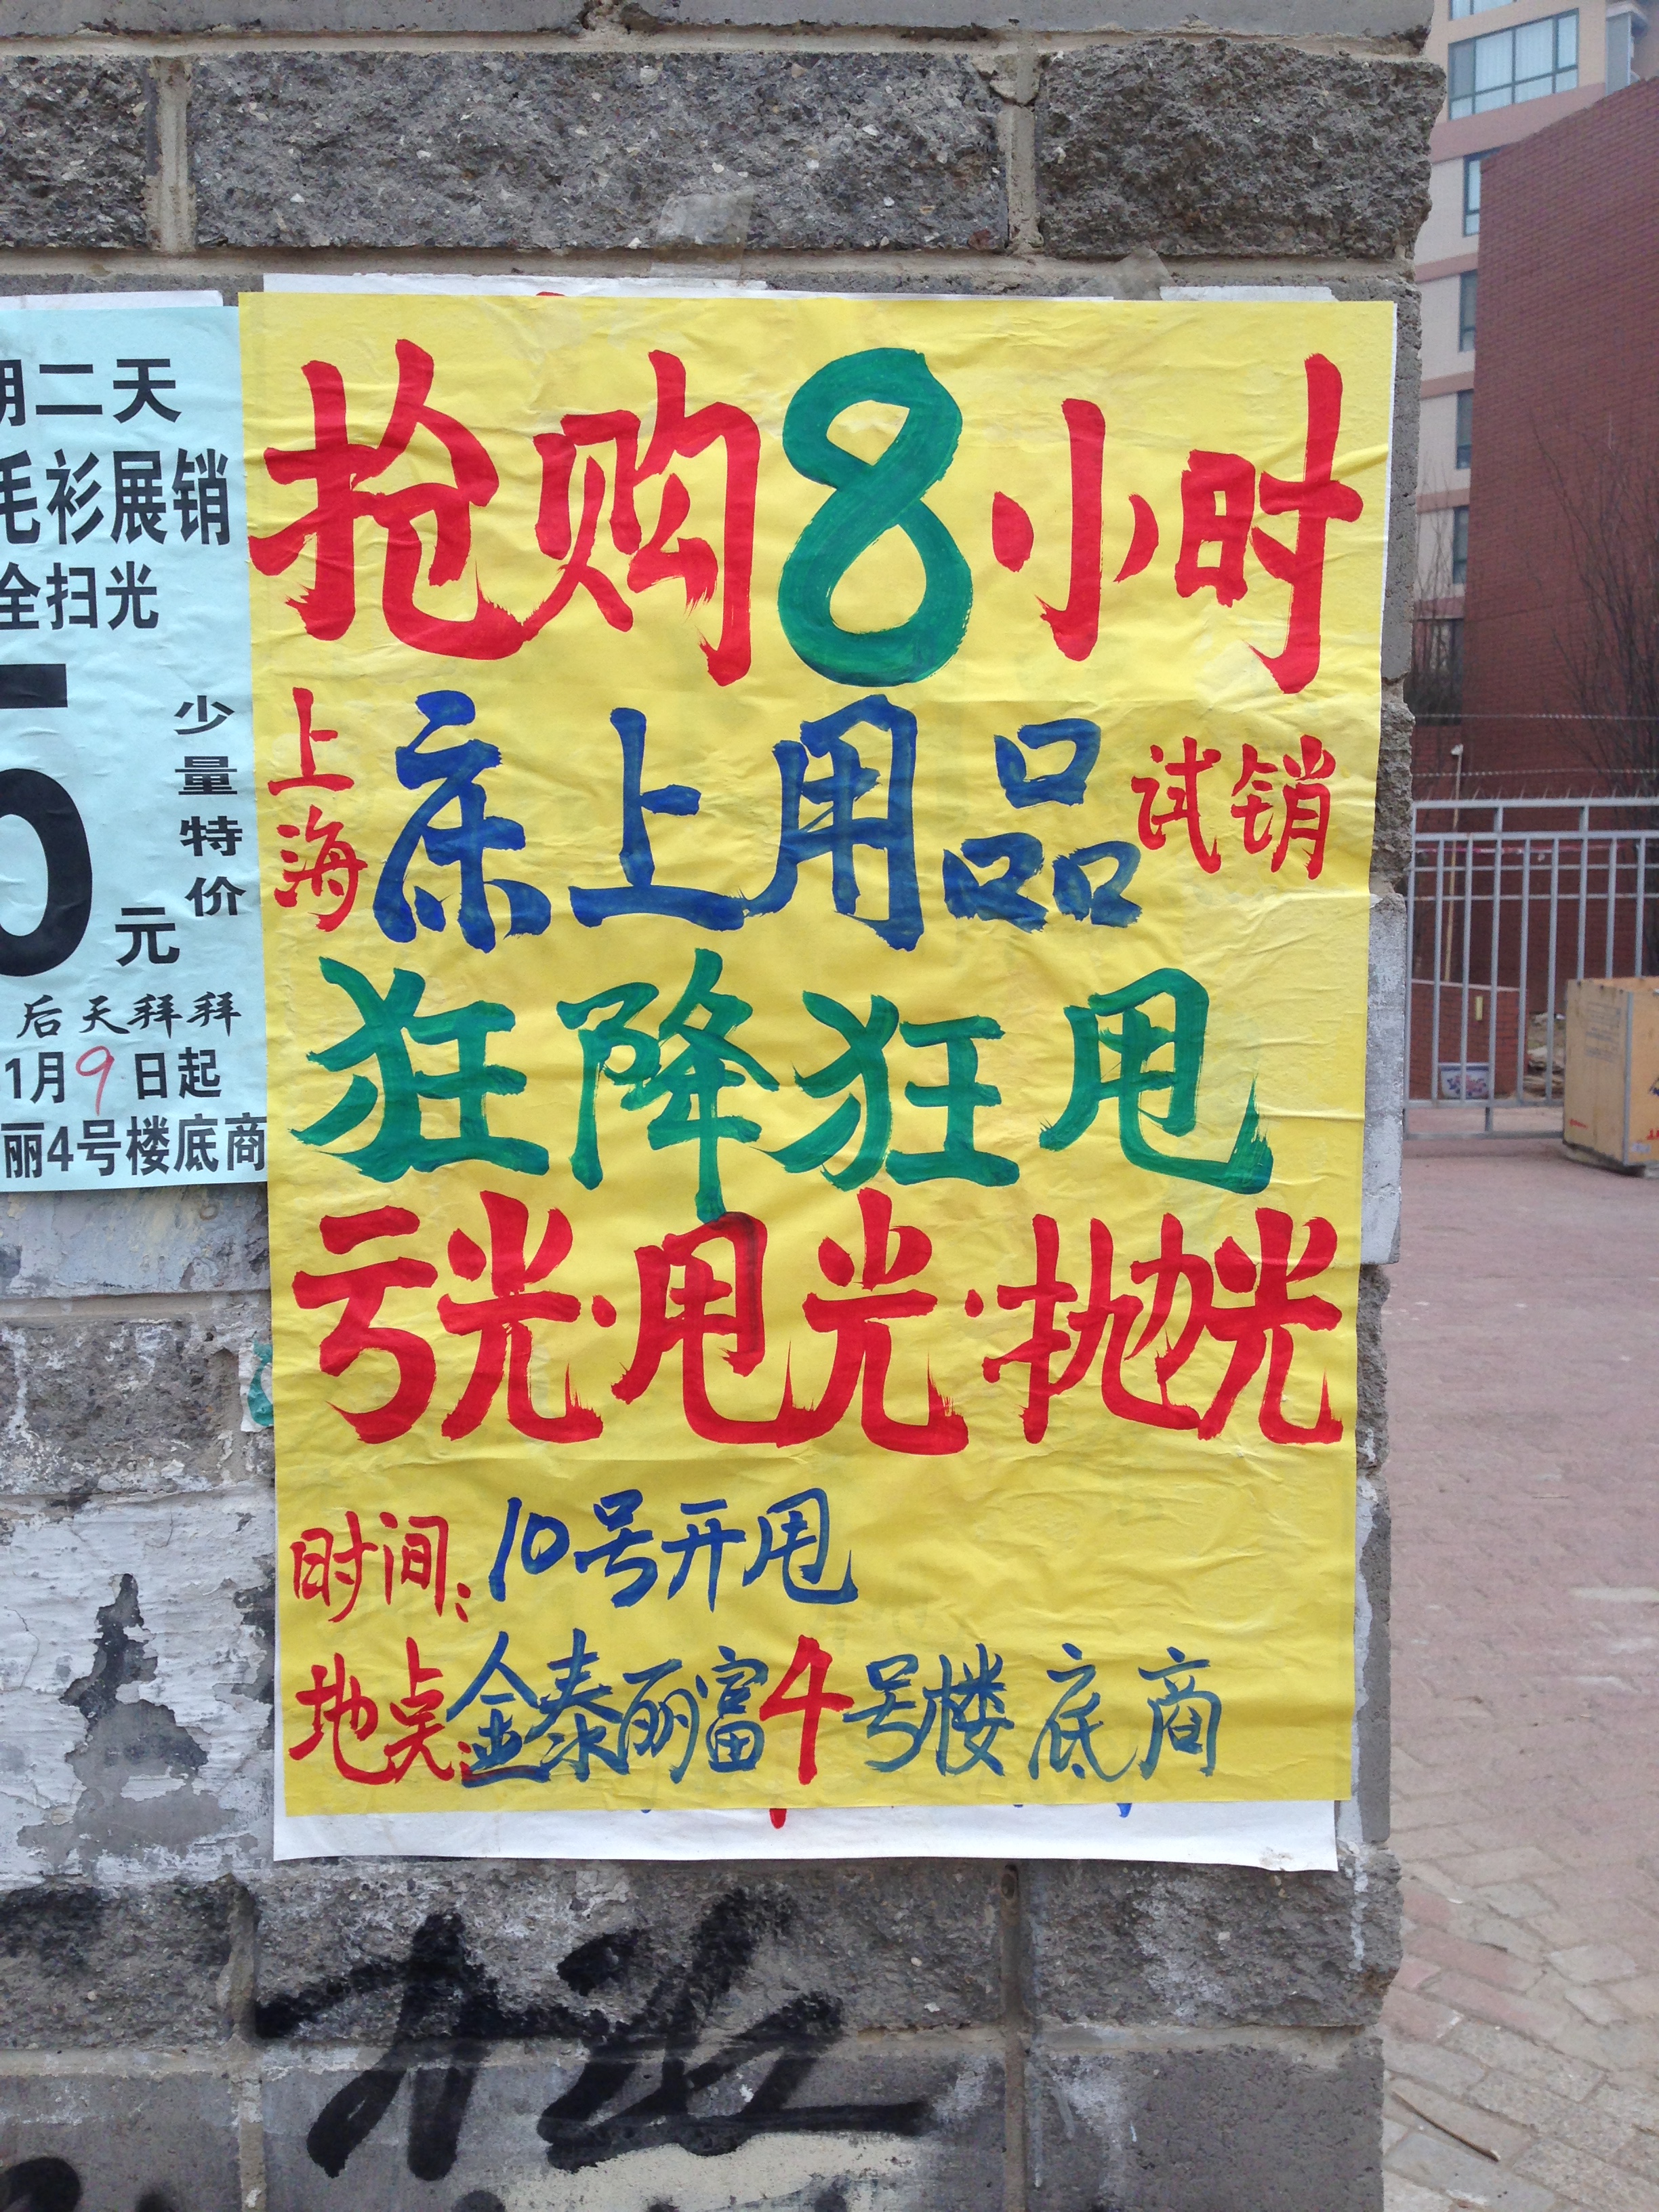 抢购8小时
上海床上用品试销
狂降狂甩
亏光·甩光·抛光
时间:10号开甩
地点:金泰丽富4号楼底商
期二天
毛衫展销
全扫光
5元
少量特价
后天拜拜
1月9日起
丽4号楼底商